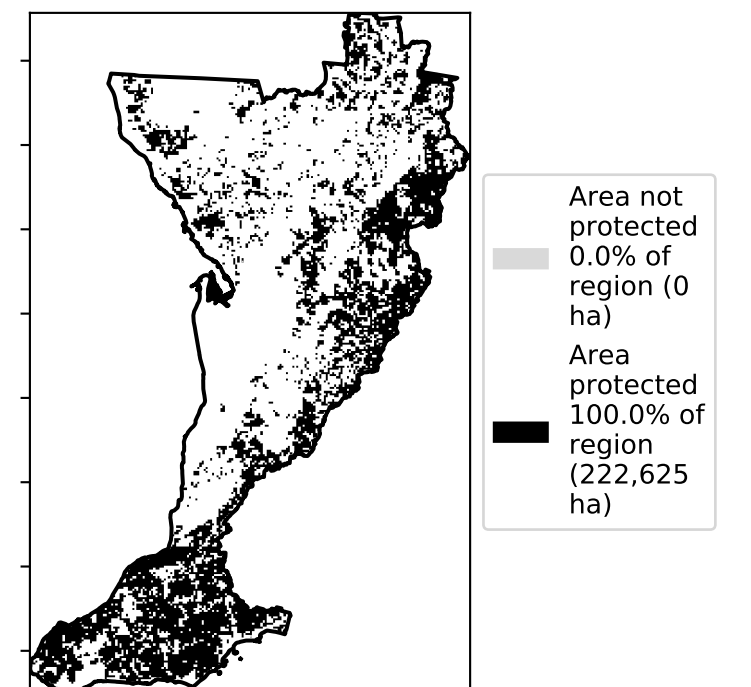 Area not
protected
0.0% of
region (0
ha)
Area
protected
100.0% of
region
(222,625
ha)